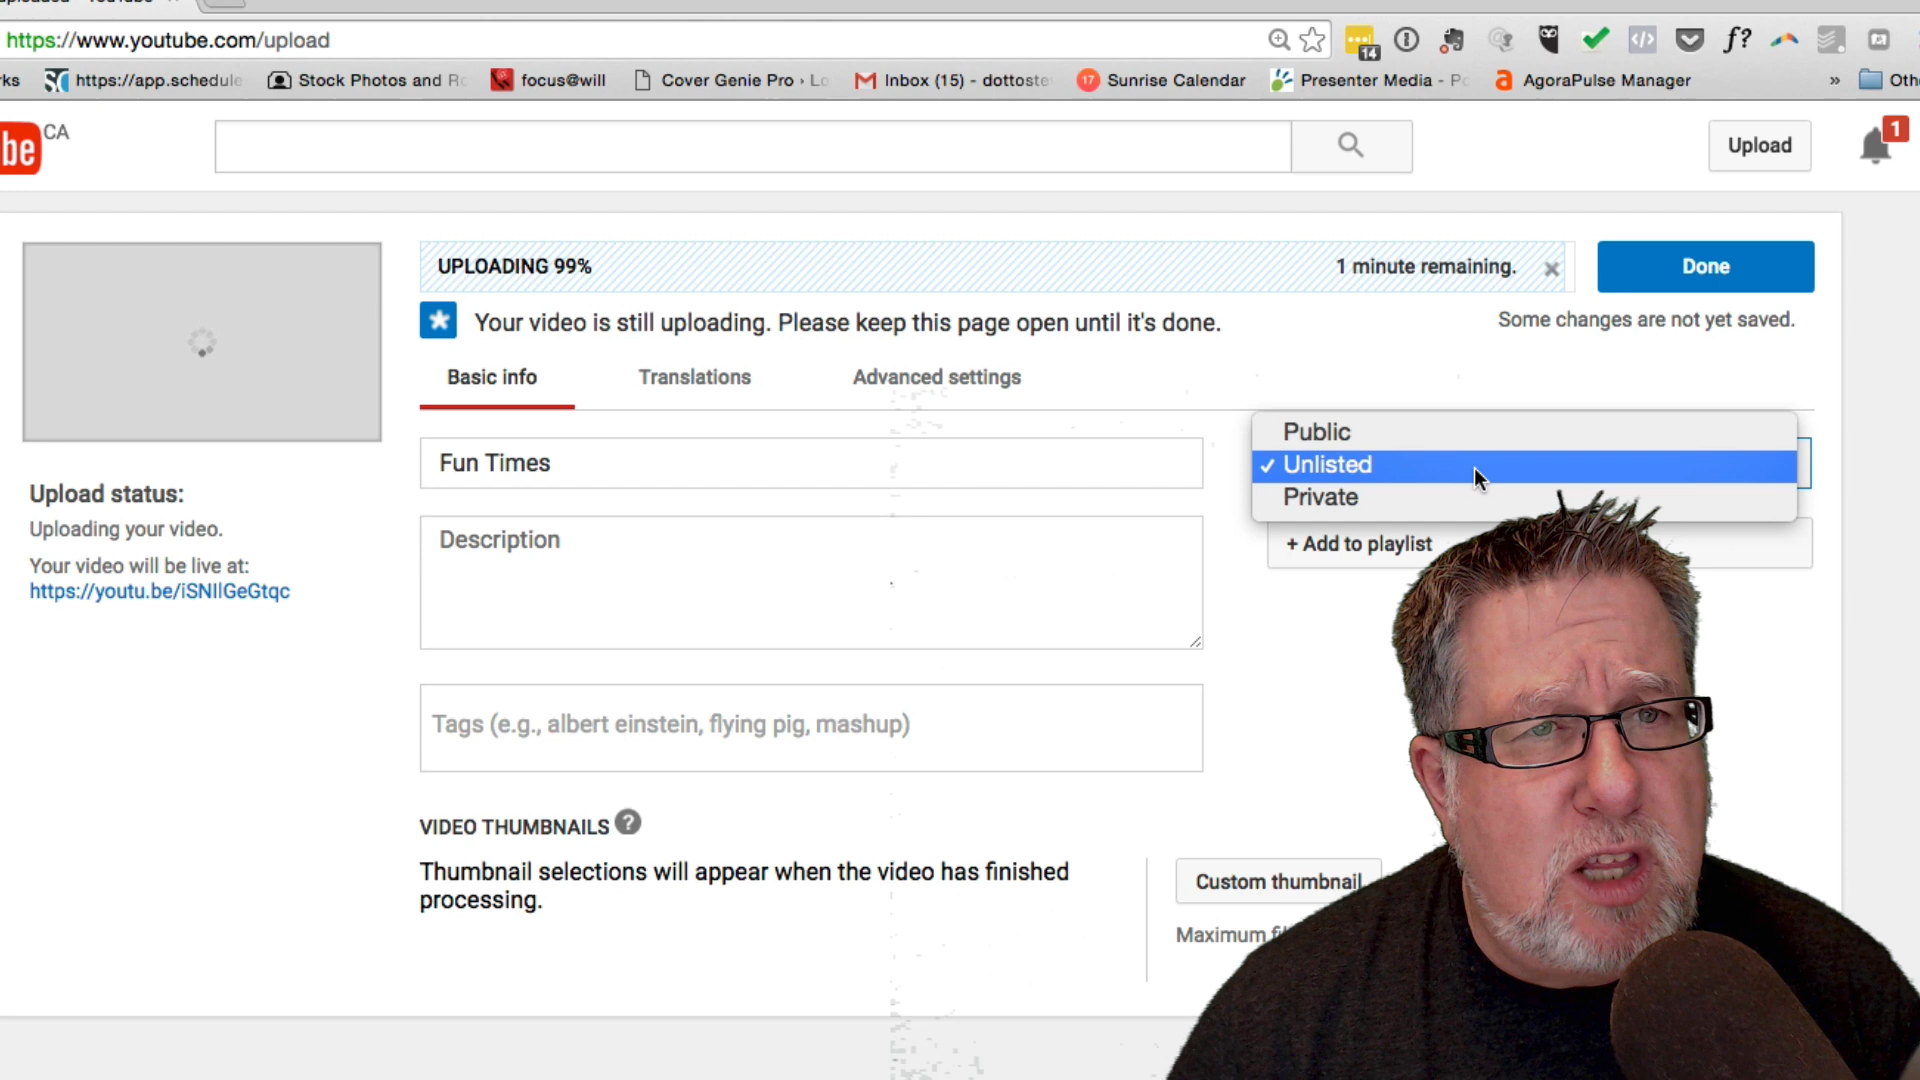 https://www.youtube.com/upload
14
f?
https://app.schedule
Stock Photos and
focus@will
Cover Genie Pro › Lo
Inbox (15) - dottoste
17
Sunrise Calendar
Presenter Media - Po
AgoraPulse Manager
»
Oth
be CA
Upload
1
UPLOADING 99%
1 minute remaining.
Done
Your video is still uploading. Please keep this page open until it's done.
Some changes are not yet saved.
Basic info
Translations
Advanced settings
Public
Fun Times
✓ Unlisted
Private
Upload status:
Uploading your video.
Description
+ Add to playlist
Your video will be live at:
https://youtu.be/iSNIlGeGtqc
Tags (e.g., albert einstein, flying pig, mashup)
VIDEO THUMBNAILS ?
Thumbnail selections will appear when the video has finished
processing.
Custom thumbnail
Maximum